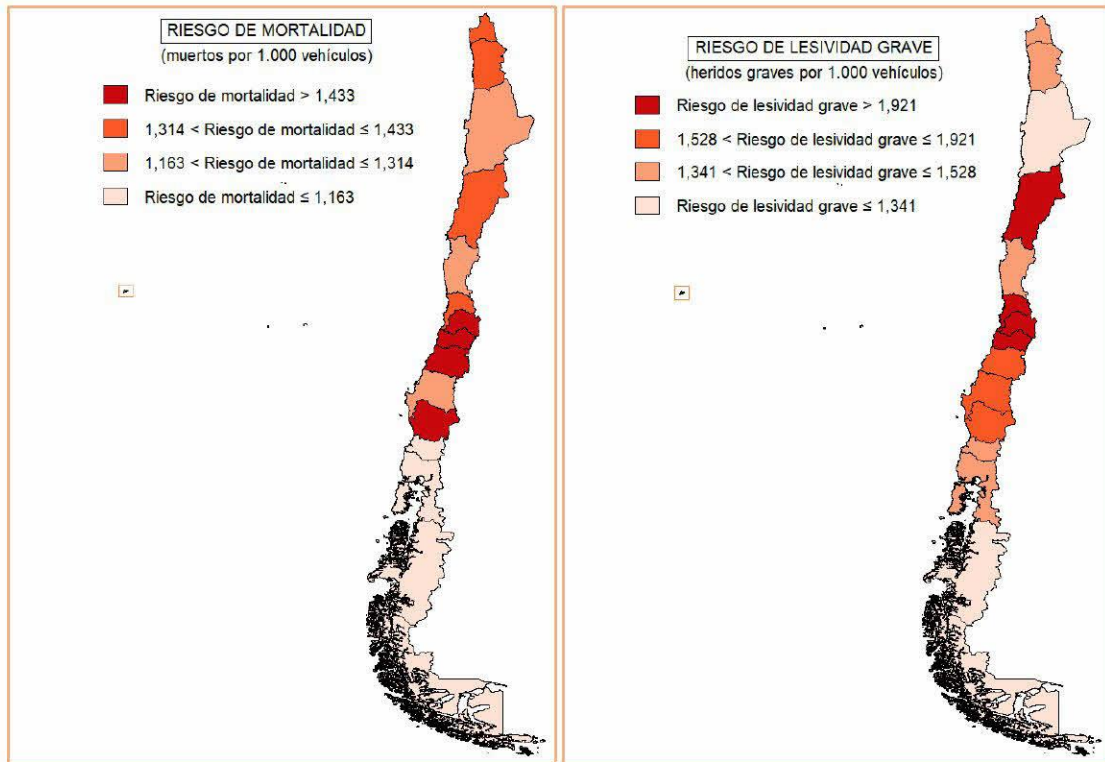 RIESGO DE MORTALIDAD
(muertos por 1.000 vehículos)
Riesgo de mortalidad > 1,433
1,314 < Riesgo de mortalidad ≤ 1,433
1,163 < Riesgo de mortalidad ≤ 1,314
Riesgo de mortalidad ≤ 1,163
RIESGO DE LESIVIDAD GRAVE
(heridos graves por 1.000 vehículos)
Riesgo de lesividad grave > 1,921
1,528 < Riesgo de lesividad grave ≤ 1,921
1,341 < Riesgo de lesividad grave ≤ 1,528
Riesgo de lesividad grave ≤ 1,341